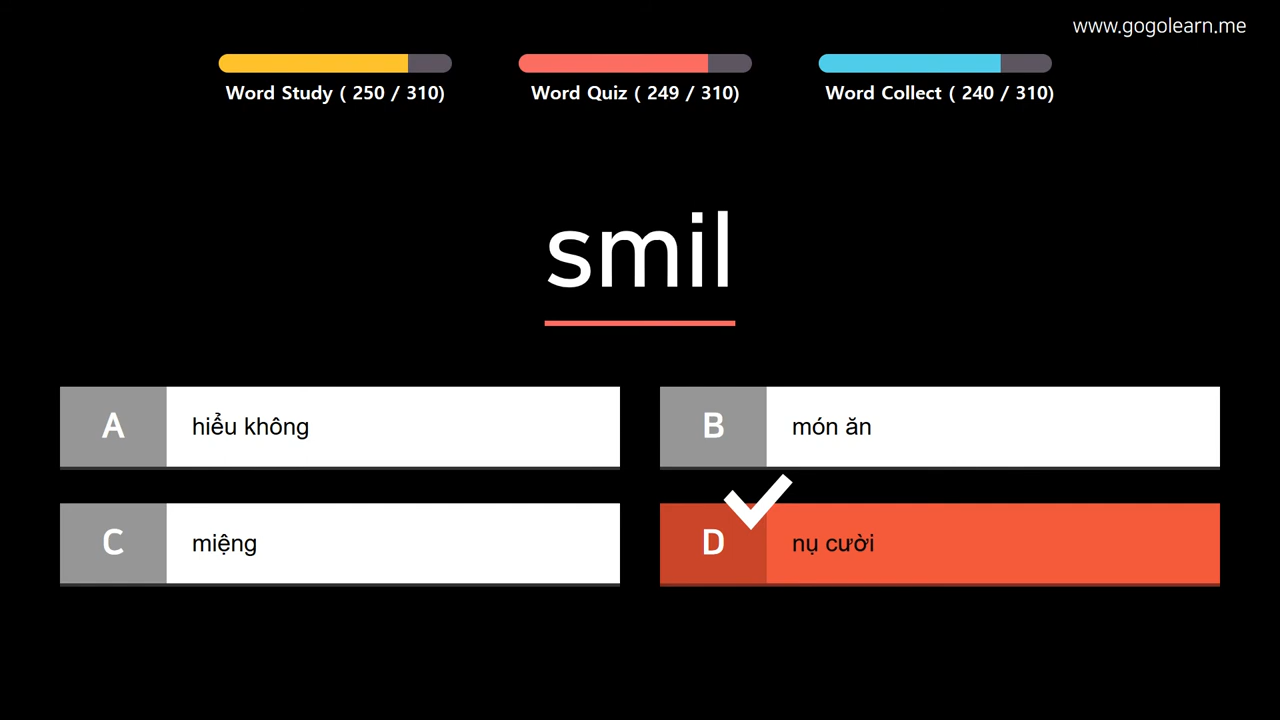 www.gogolearn.me
Word Study ( 250 / 310)
Word Quiz ( 249 / 310)
Word Collect ( 240 / 310)
smil
A hiểu không
B món ăn
C miệng
D nụ cười